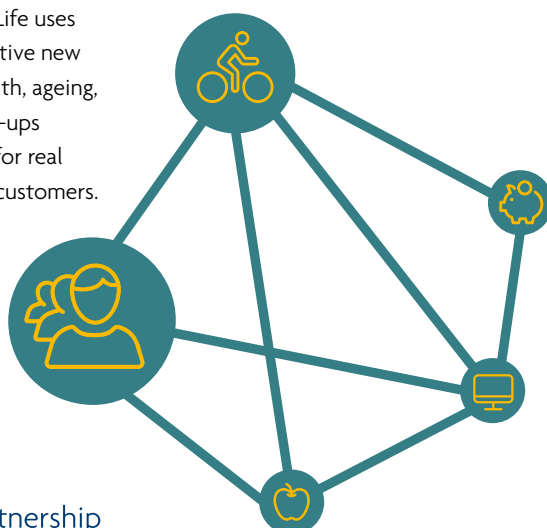 Life uses
tive new
th, ageing,
-ups
for real
customers.
tnership